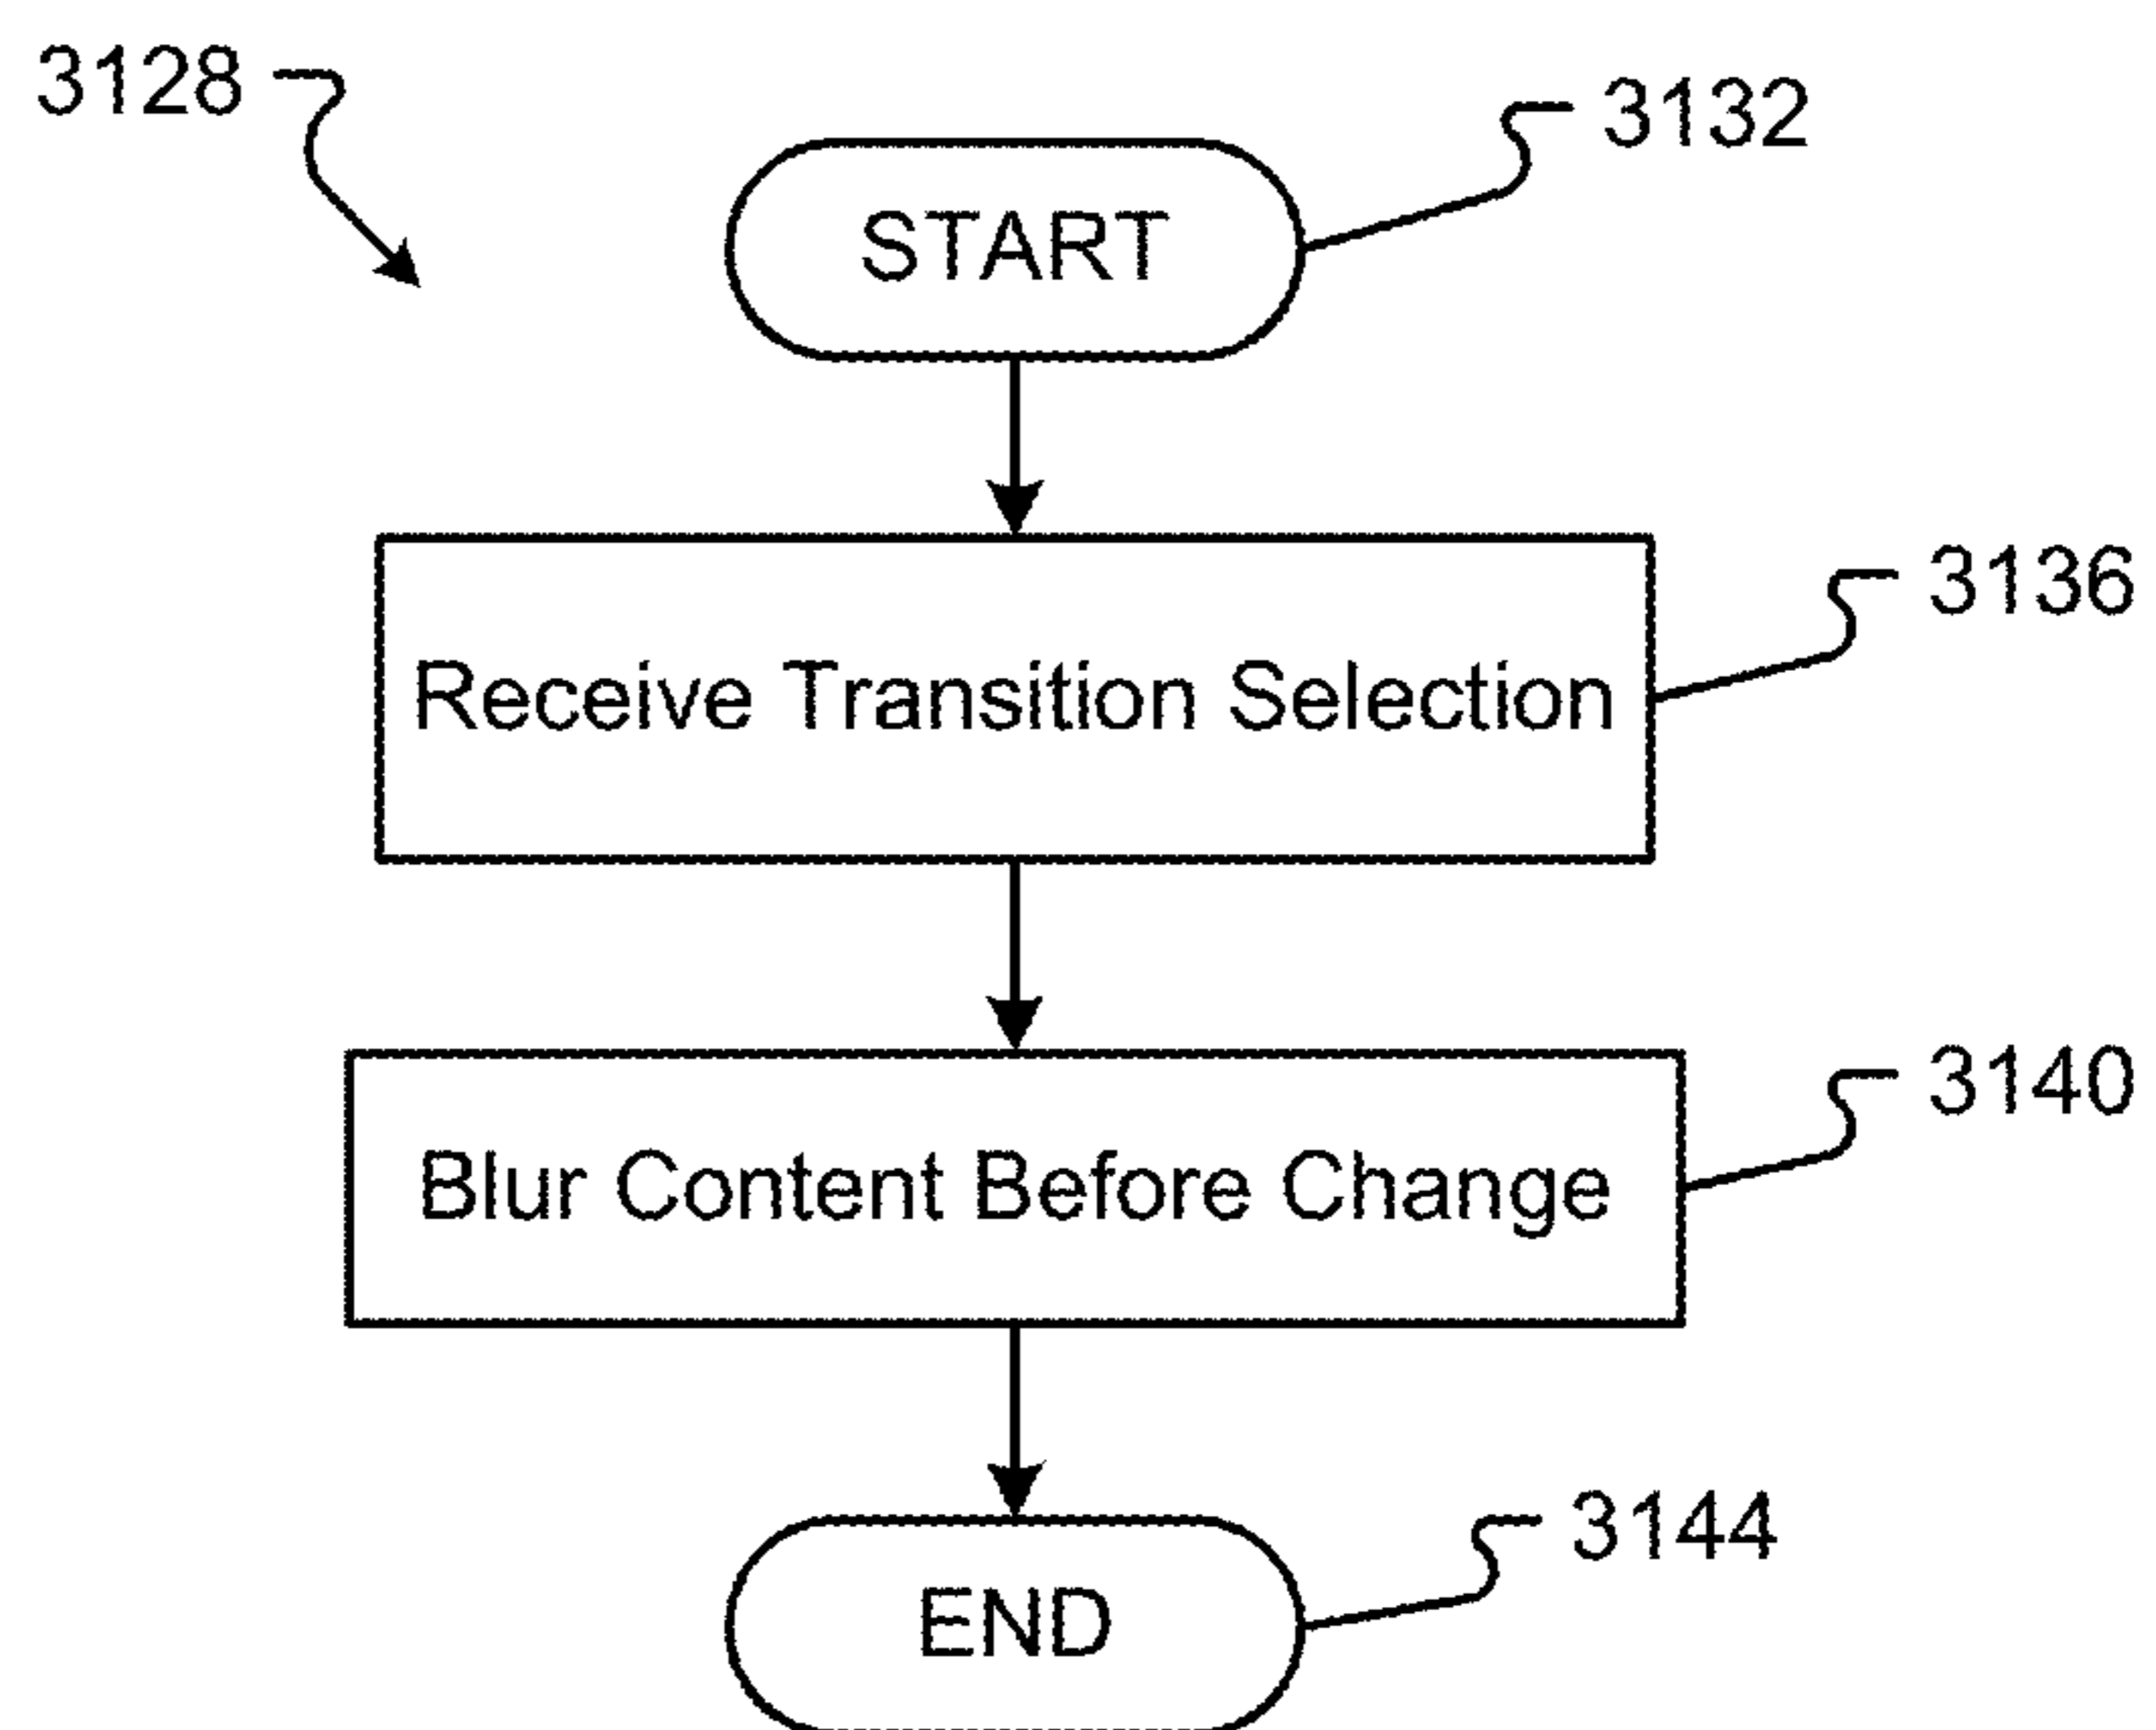 3128
3132
START
3136
Receive Transition Selection
3140
Blur Content Before Change
3144
END